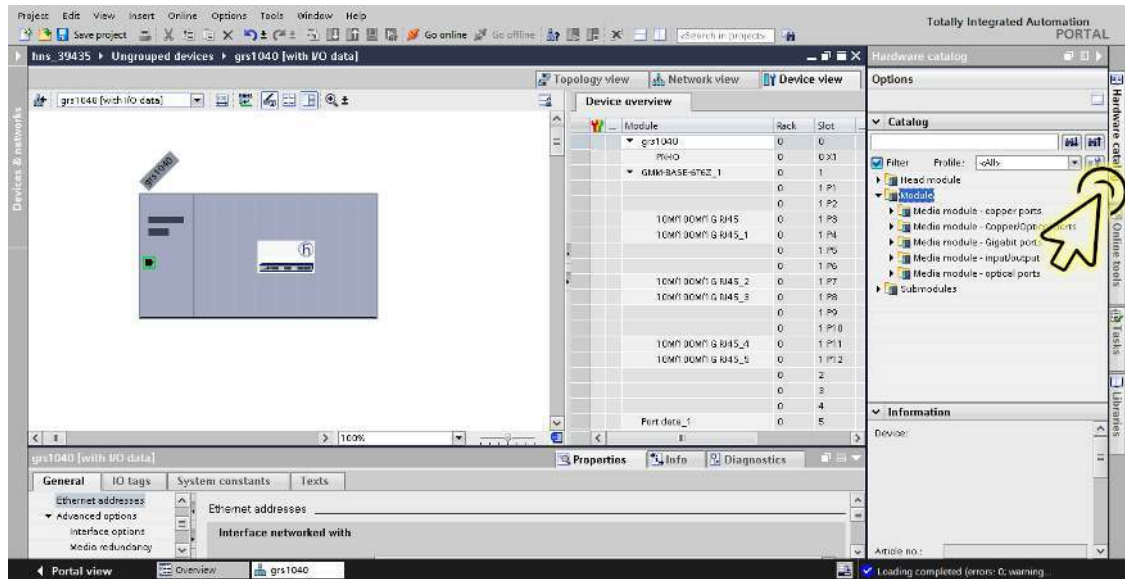 Project Edit View Insert Online Options Tools Window Help
Totally Integrated Automation
PORTAL
Save project
Go online
Go offline
<Search in project>
hns_39435 ▸ Ungrouped devices ▸ grs1040 [with I/O data]
Hardware catalog
Topology view
Network view
Device view
Options
grs1040 [with I/O data]
Device overview
Module Rack Slot
grs1040 0 0
PN-IO 0 0 X1
GMM-BASE-6T6Z_1 0 1
0 1 P1
0 1 P2
10M/100M/1G RJ45 0 1 P3
10M/100M/1G RJ45_1 0 1 P4
0 1 P5
0 1 P6
10M/100M/1G RJ45_2 0 1 P7
10M/100M/1G RJ45_3 0 1 P8
0 1 P9
0 1 P10
10M/100M/1G RJ45_4 0 1 P11
10M/100M/1G RJ45_5 0 1 P12
0 2
0 3
0 4
Port data_1 0 5
grs1040
Catalog
Filter Profile: <All>
Head module
Module
Media module - copper ports
Media module - Copper/Optical ports
Media module - Gigabit ports
Media module - input/output
Media module - optical ports
Submodules
Information
Device:
Article no.:
Devices & networks
Hardware catalog
Online tools
Tasks
Libraries
100%
grs1040 [with I/O data]
Properties
Info
Diagnostics
General IO tags System constants Texts
Ethernet addresses
Advanced options
Interface options
Media redundancy
Ethernet addresses
Interface networked with
Portal view
Overview
grs1040
Loading completed (errors: 0; warning...